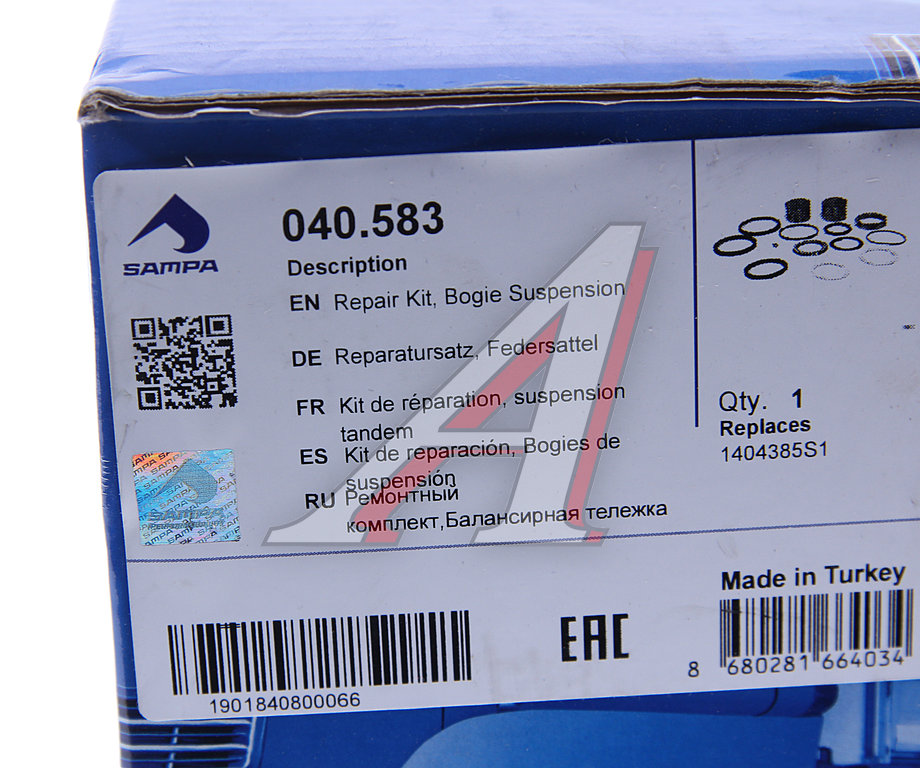 SAMPA
040.583
Description
EN Repair Kit, Bogie Suspension
DE Reparatursatz, Federsattel
FR Kit de réparation, suspension
tandem
ES Kit de reparación, Bogies de
suspensión
RU Ремонтный
комплект,Балансирная тележка
Qty. 1
Replaces
1404385S1
SAMPA
1901840800066
EAC
Made in Turkey
8 680281 664034